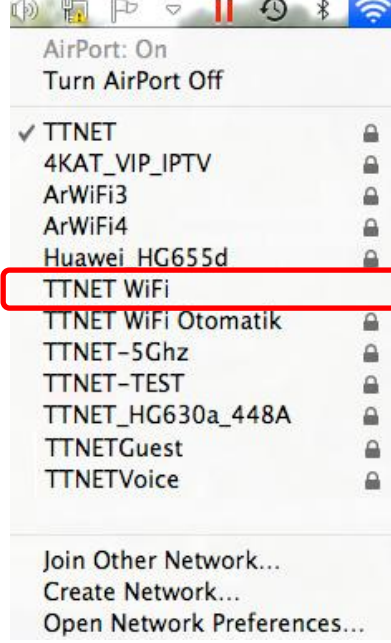 AirPort: On
Turn AirPort Off
✓ TTNET
4KAT_VIP_IPTV
ArWiFi3
ArWiFi4
Huawei_HG655d
TTNET WiFi
TTNET WiFi Otomatik
TTNET-5Ghz
TTNET-TEST
TTNET_HG630a_448A
TTNETGuest
TTNETVoice
Join Other Network...
Create Network...
Open Network Preferences...